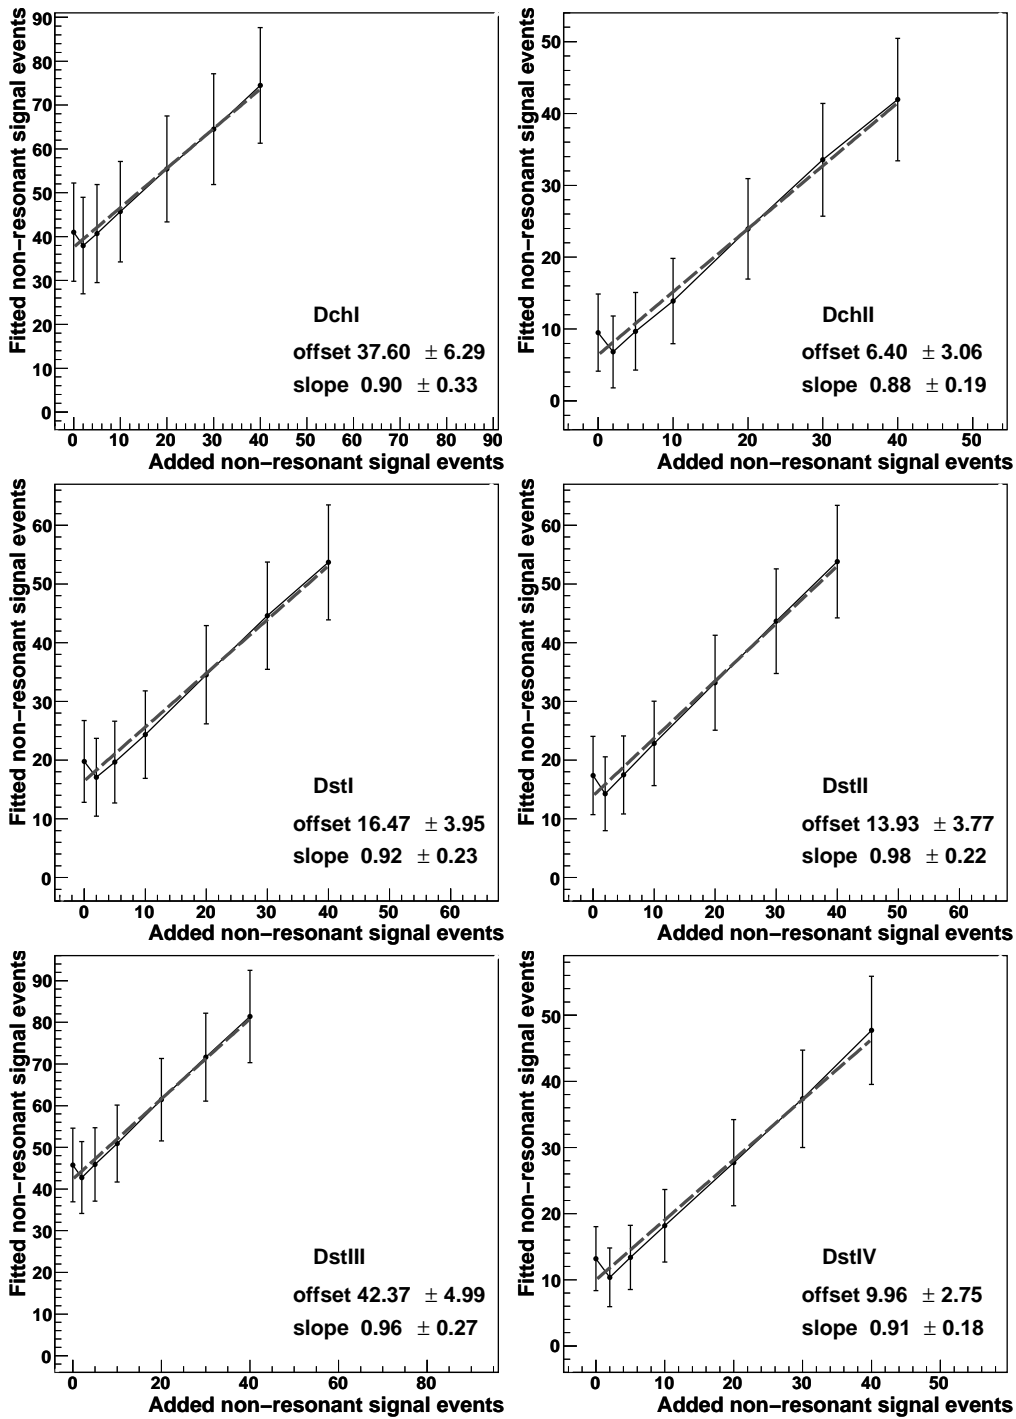 Fitted non−resonant signal events
90
80
70
60
50
40
30
20
10
0
DchI
offset 37.60 ± 6.29
slope 0.90 ± 0.33
0 10 20 30 40 50 60 70 80 90
Added non−resonant signal events
Fitted non−resonant signal events
50
40
30
20
10
0
DchII
offset 6.40 ± 3.06
slope 0.88 ± 0.19
0 10 20 30 40 50
Added non−resonant signal events
Fitted non−resonant signal events
60
50
40
30
20
10
0
DstI
offset 16.47 ± 3.95
slope 0.92 ± 0.23
0 10 20 30 40 50 60
Added non−resonant signal events
Fitted non−resonant signal events
60
50
40
30
20
10
0
DstII
offset 13.93 ± 3.77
slope 0.98 ± 0.22
0 10 20 30 40 50 60
Added non−resonant signal events
Fitted non−resonant signal events
90
80
70
60
50
40
30
20
10
0
DstIII
offset 42.37 ± 4.99
slope 0.96 ± 0.27
0 20 40 60 80
Added non−resonant signal events
Fitted non−resonant signal events
50
40
30
20
10
0
DstIV
offset 9.96 ± 2.75
slope 0.91 ± 0.18
0 10 20 30 40 50
Added non−resonant signal events